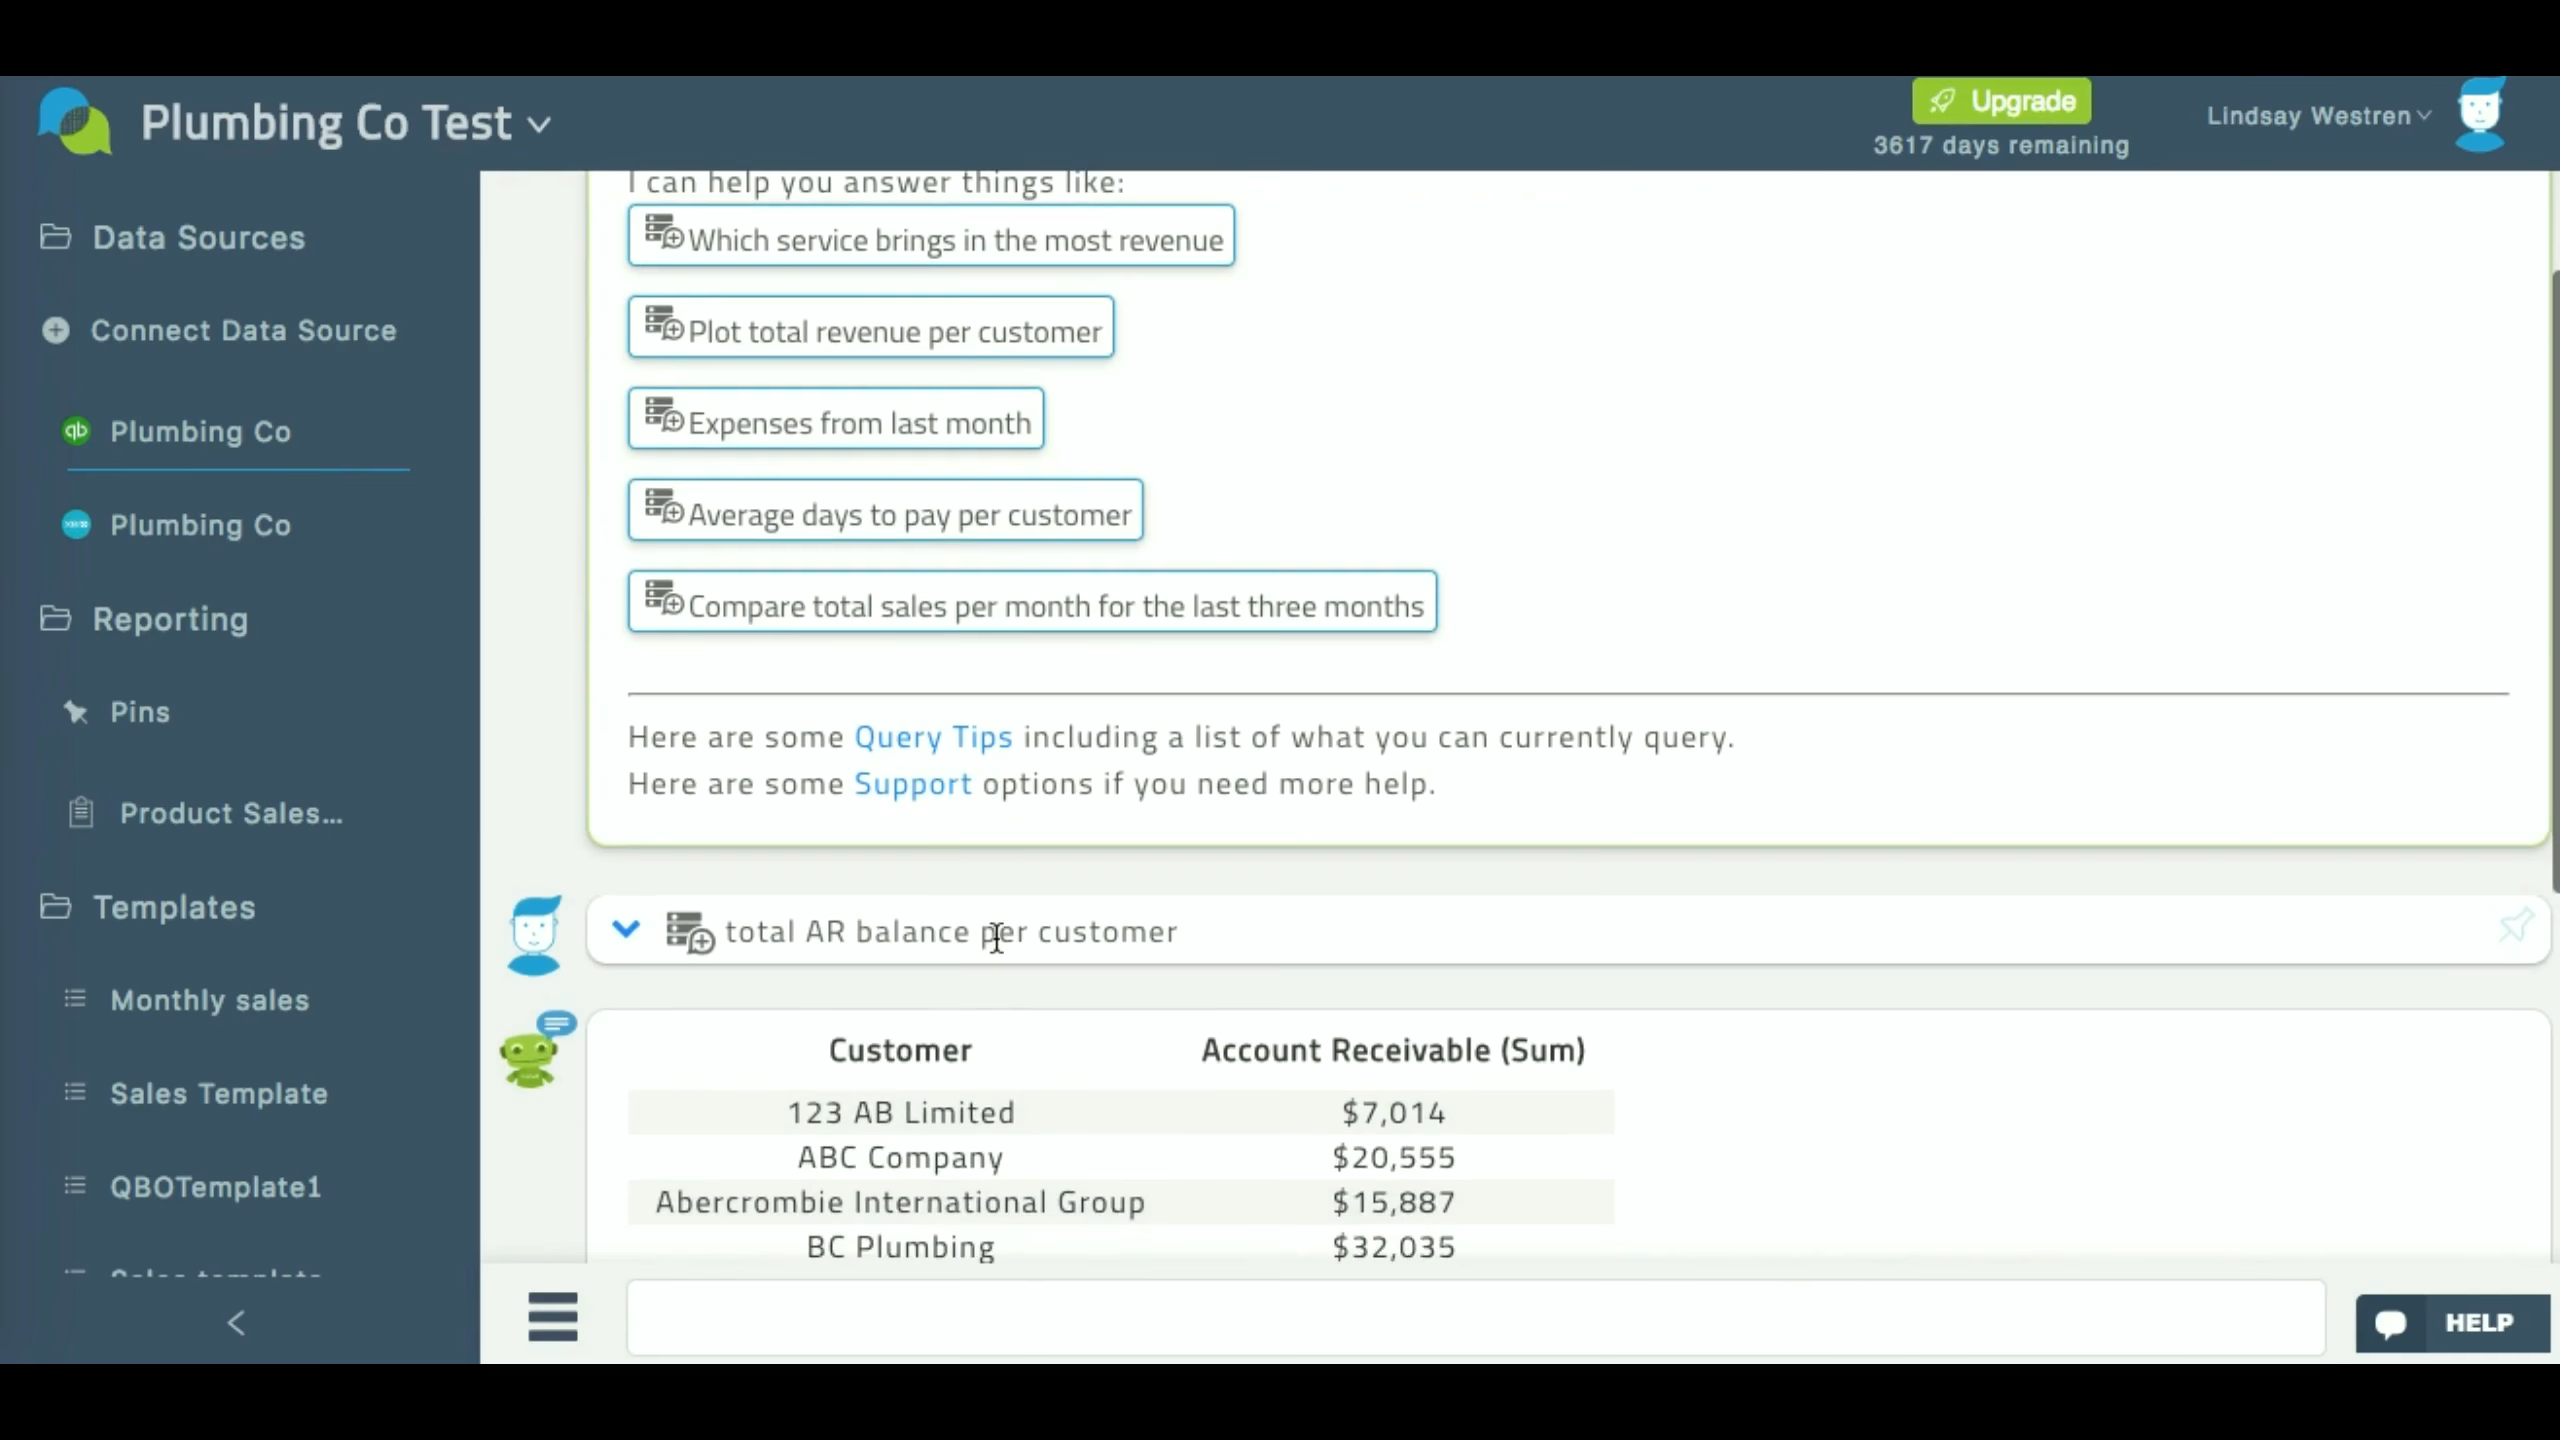 Plumbing Co Test
Upgrade
3617 days remaining
Lindsay Westren
Data Sources
Connect Data Source
qb Plumbing Co
Plumbing Co
Reporting
Pins
Product Sales...
Templates
Monthly sales
Sales Template
QBOTemplate1
Sales template
I can help you answer things like:
Which service brings in the most revenue
Plot total revenue per customer
Expenses from last month
Average days to pay per customer
Compare total sales per month for the last three months
Here are some Query Tips including a list of what you can currently query.
Here are some Support options if you need more help.
total AR balance per customer
Customer Account Receivable (Sum)
123 AB Limited $7,014
ABC Company $20,555
Abercrombie International Group $15,887
BC Plumbing $32,035
HELP